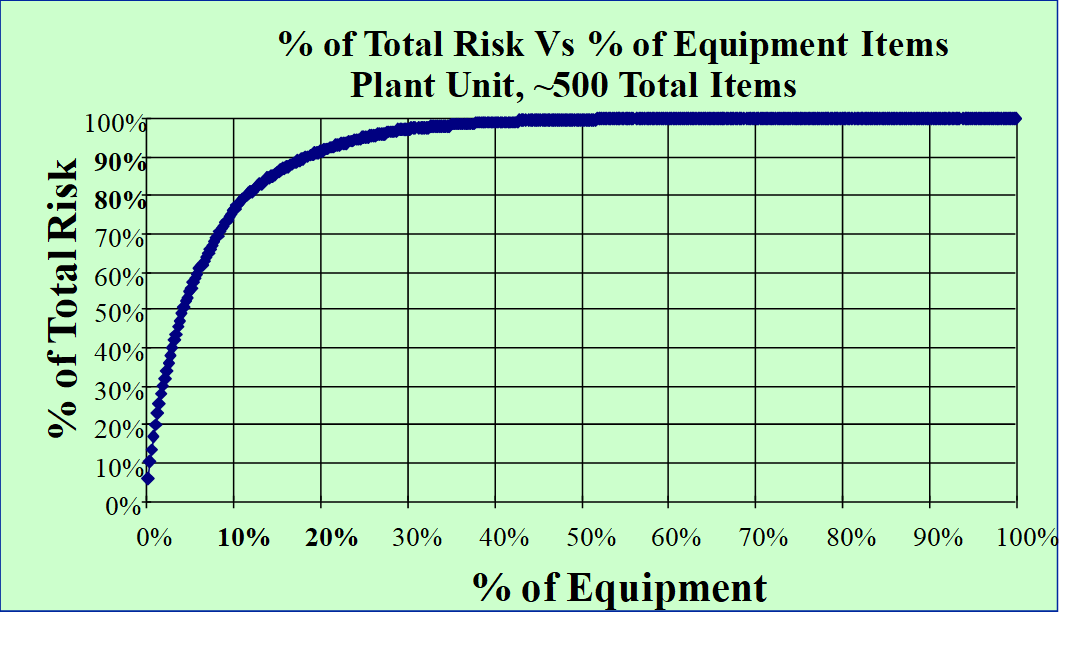 % of Total Risk Vs % of Equipment Items
Plant Unit, ~500 Total Items
% of Total Risk
100%
90%
80%
70%
60%
50%
40%
30%
20%
10%
0%
0% 10% 20% 30% 40% 50% 60% 70% 80% 90% 100%
% of Equipment